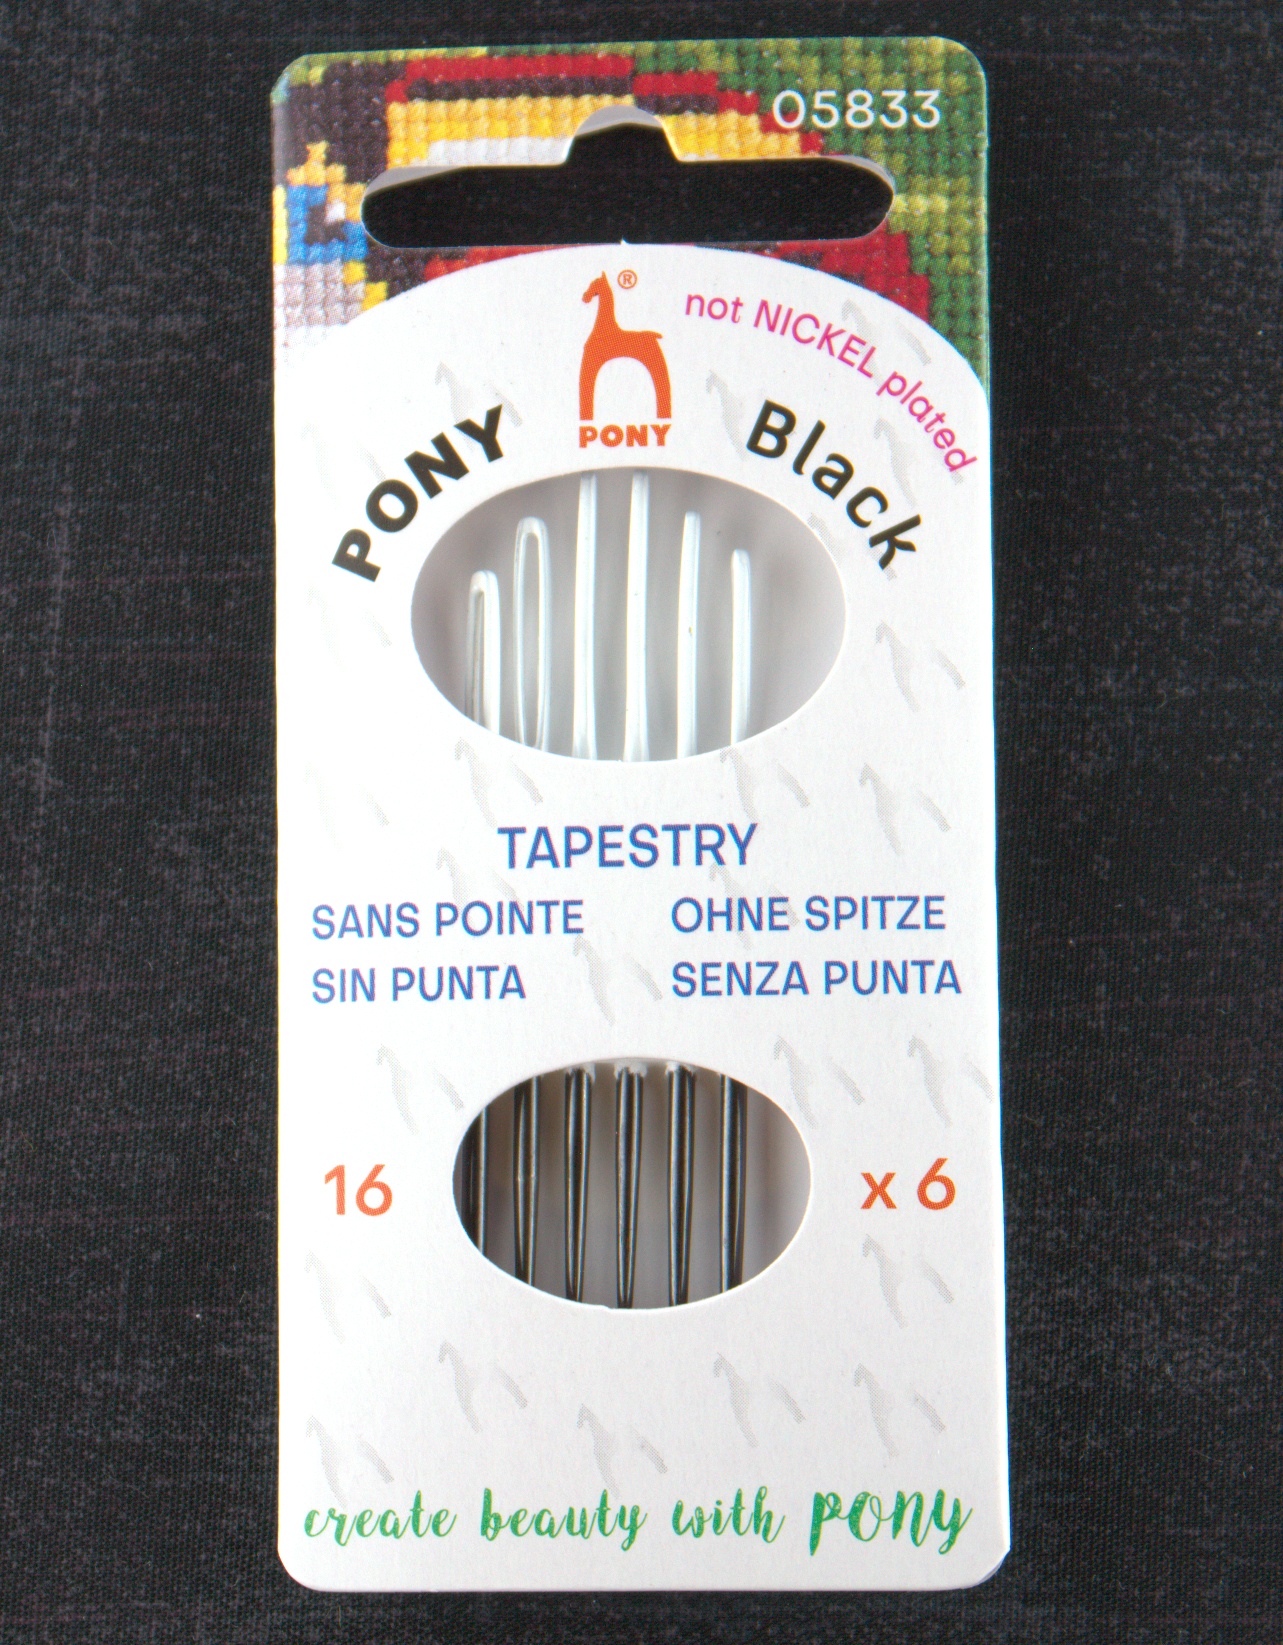 05833
®
PONY
not NICKEL plated
PONY Black
TAPESTRY
SANS POINTE OHNE SPITZE
SIN PUNTA SENZA PUNTA
16 x 6
create beauty with PONY